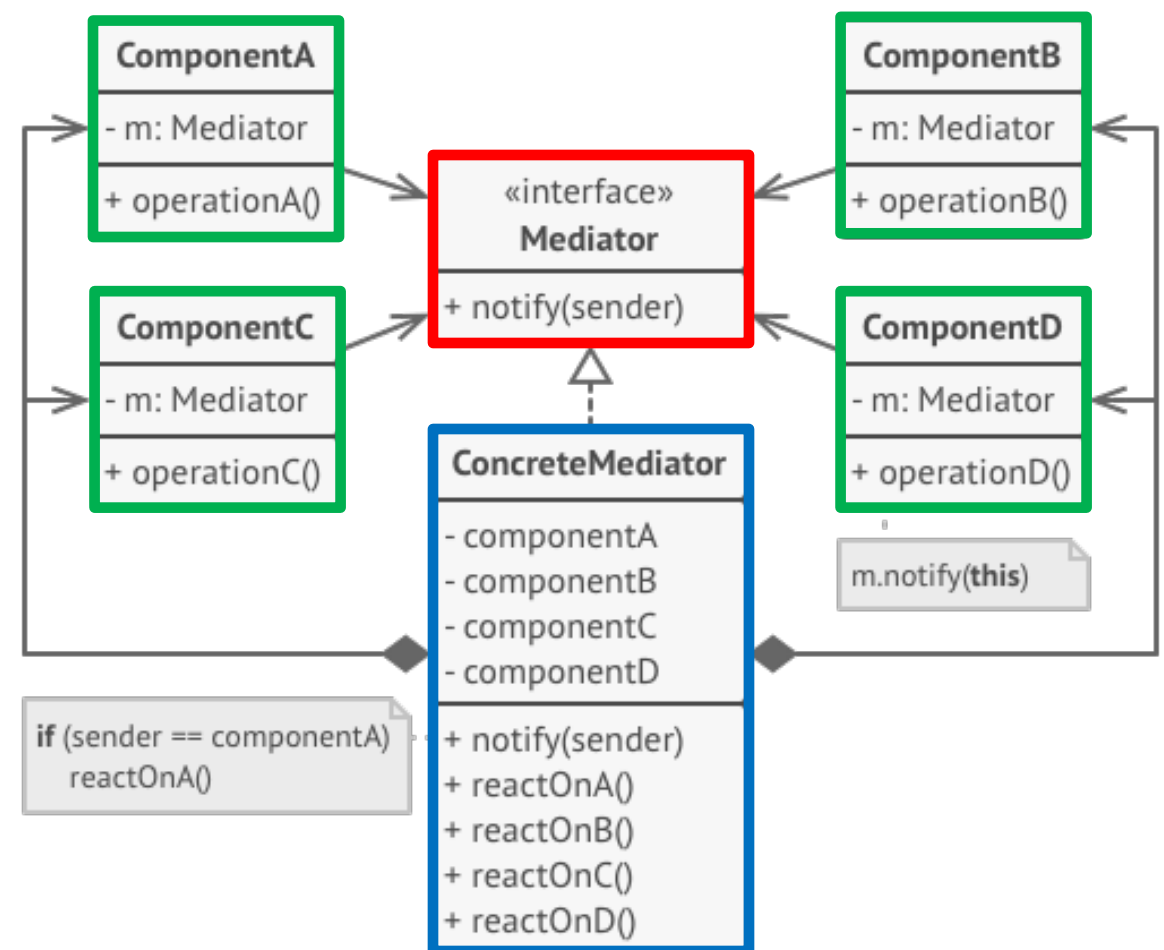 ComponentA
- m: Mediator
+ operationA()
«interface»
Mediator
+ notify(sender)
ComponentB
- m: Mediator
+ operationB()
ComponentC
- m: Mediator
+ operationC()
ComponentD
- m: Mediator
+ operationD()
m.notify(this)
ConcreteMediator
- componentA
- componentB
- componentC
- componentD
+ notify(sender)
+ reactOnA()
+ reactOnB()
+ reactOnC()
+ reactOnD()
if (sender == componentA)
reactOnA()